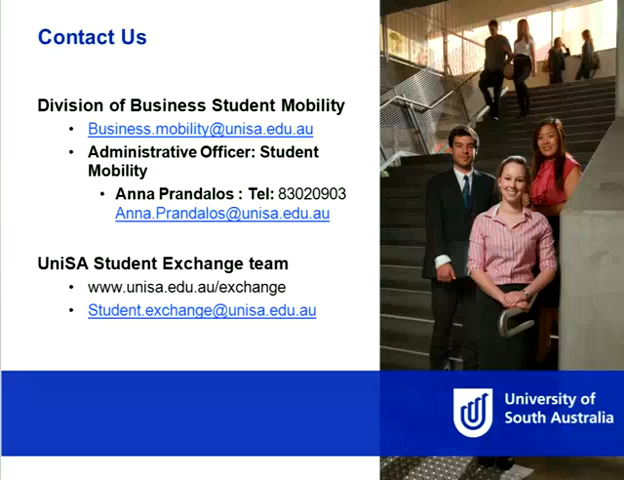 Contact Us
Division of Business Student Mobility
• Business.mobility@unisa.edu.au
• Administrative Officer: Student
Mobility
• Anna Prandalos : Tel: 83020903
Anna.Prandalos@unisa.edu.au
UniSA Student Exchange team
• www.unisa.edu.au/exchange
• Student.exchange@unisa.edu.au
University of
South Australia